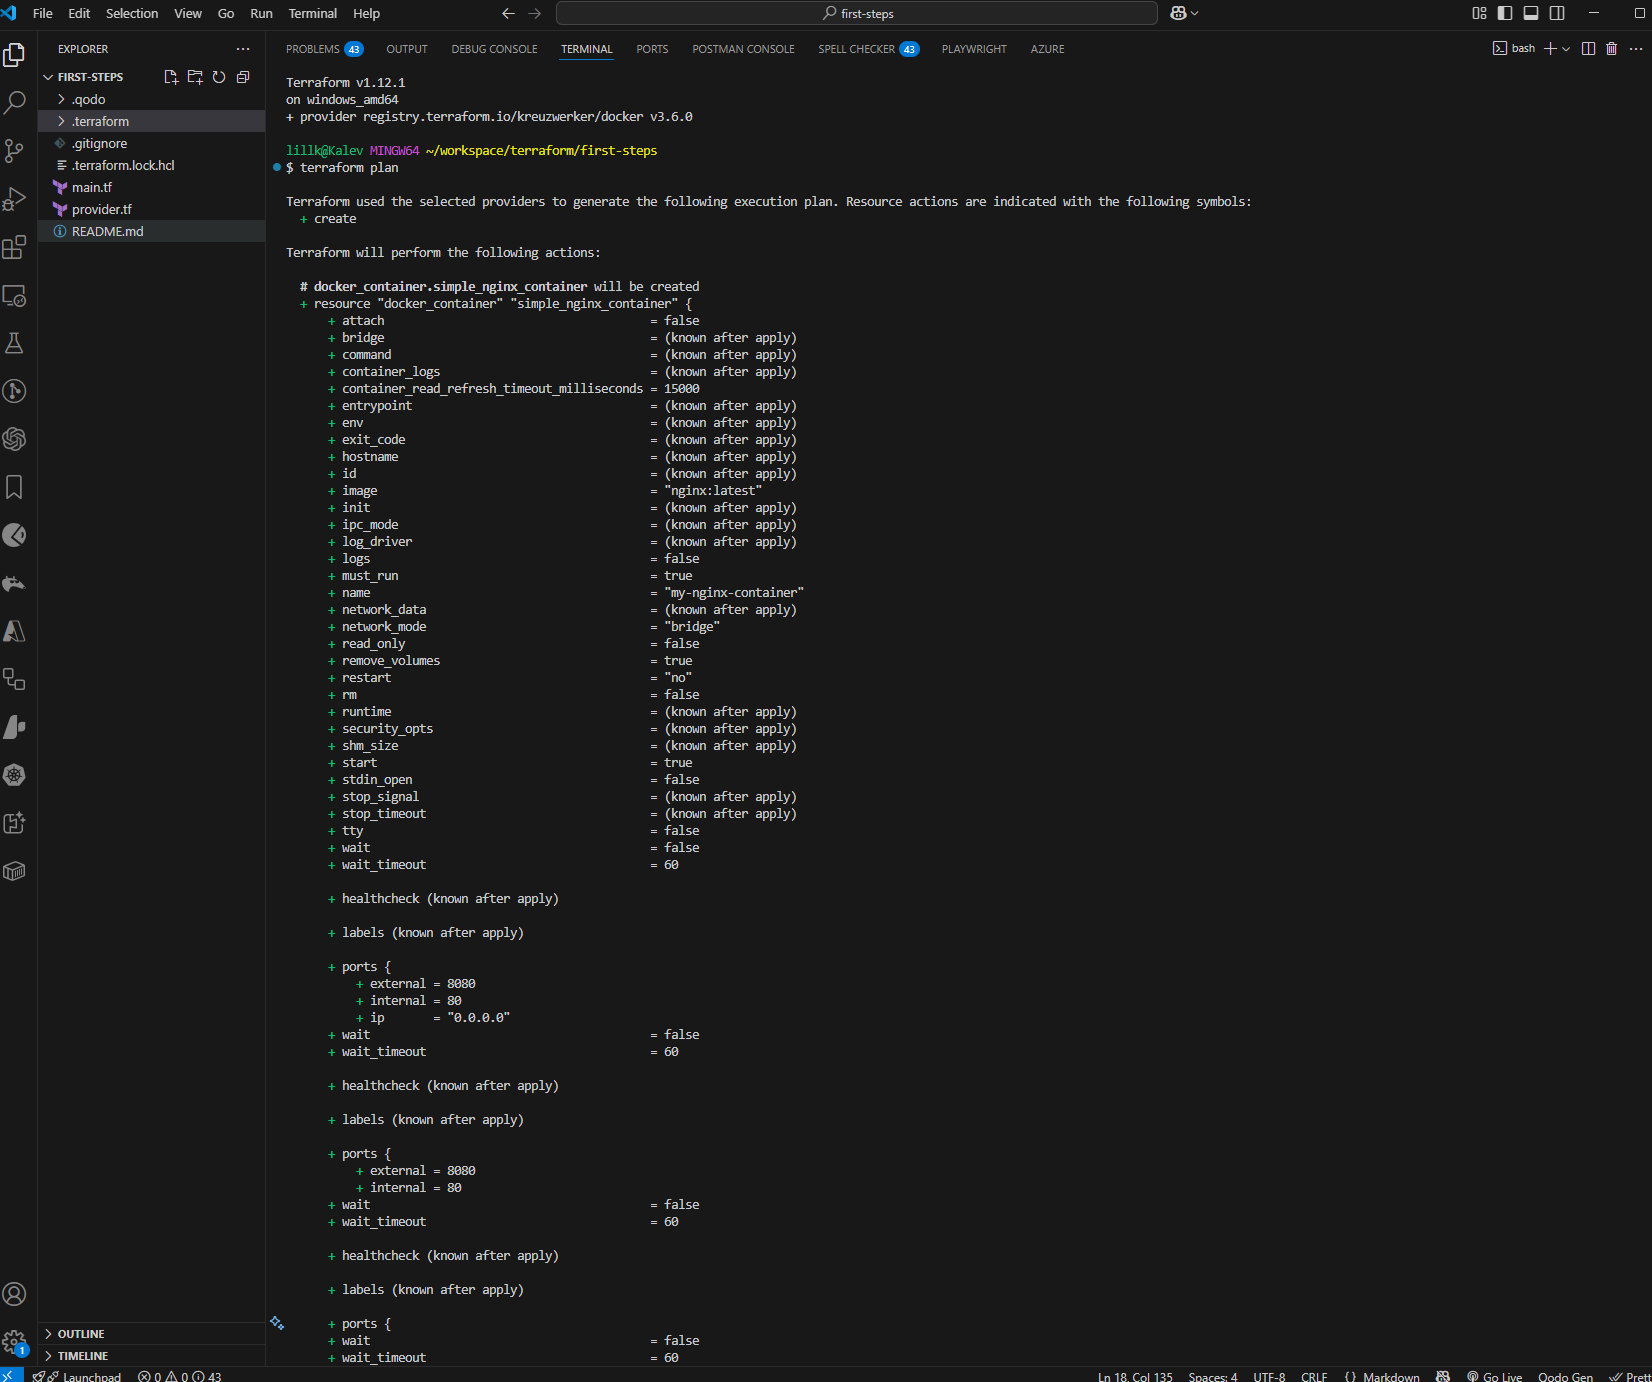 File Edit Selection View Go Run Terminal Help
first-steps
EXPLORER
FIRST-STEPS
.qodo
.terraform
.gitignore
.terraform.lock.hcl
main.tf
provider.tf
README.md
OUTLINE
TIMELINE
PROBLEMS 43 OUTPUT DEBUG CONSOLE TERMINAL PORTS POSTMAN CONSOLE SPELL CHECKER 43 PLAYWRIGHT AZURE
bash
Terraform v1.12.1
on windows_amd64
+ provider registry.terraform.io/kreuzwerker/docker v3.6.0
lillk@Kalev MINGW64 ~/workspace/terraform/first-steps
$ terraform plan
Terraform used the selected providers to generate the following execution plan. Resource actions are indicated with the following symbols:
+ create
Terraform will perform the following actions:
# docker_container.simple_nginx_container will be created
+ resource "docker_container" "simple_nginx_container" {
+ attach = false
+ bridge = (known after apply)
+ command = (known after apply)
+ container_logs = (known after apply)
+ container_read_refresh_timeout_milliseconds = 15000
+ entrypoint = (known after apply)
+ env = (known after apply)
+ exit_code = (known after apply)
+ hostname = (known after apply)
+ id = (known after apply)
+ image = "nginx:latest"
+ init = (known after apply)
+ ipc_mode = (known after apply)
+ log_driver = (known after apply)
+ logs = false
+ must_run = true
+ name = "my-nginx-container"
+ network_data = (known after apply)
+ network_mode = "bridge"
+ read_only = false
+ remove_volumes = true
+ restart = "no"
+ rm = false
+ runtime = (known after apply)
+ security_opts = (known after apply)
+ shm_size = (known after apply)
+ start = true
+ stdin_open = false
+ stop_signal = (known after apply)
+ stop_timeout = (known after apply)
+ tty = false
+ wait = false
+ wait_timeout = 60
+ healthcheck (known after apply)
+ labels (known after apply)
+ ports {
+ external = 8080
+ internal = 80
+ ip = "0.0.0.0"
+ wait = false
+ wait_timeout = 60
+ healthcheck (known after apply)
+ labels (known after apply)
+ ports {
+ external = 8080
+ internal = 80
+ wait = false
+ wait_timeout = 60
+ healthcheck (known after apply)
+ labels (known after apply)
+ ports {
+ wait = false
+ wait_timeout = 60
1
Launchpad 0 0 43 Ln 18, Col 135 Spaces: 4 UTF-8 CRLF {} Markdown Go Live Qodo Gen Prett